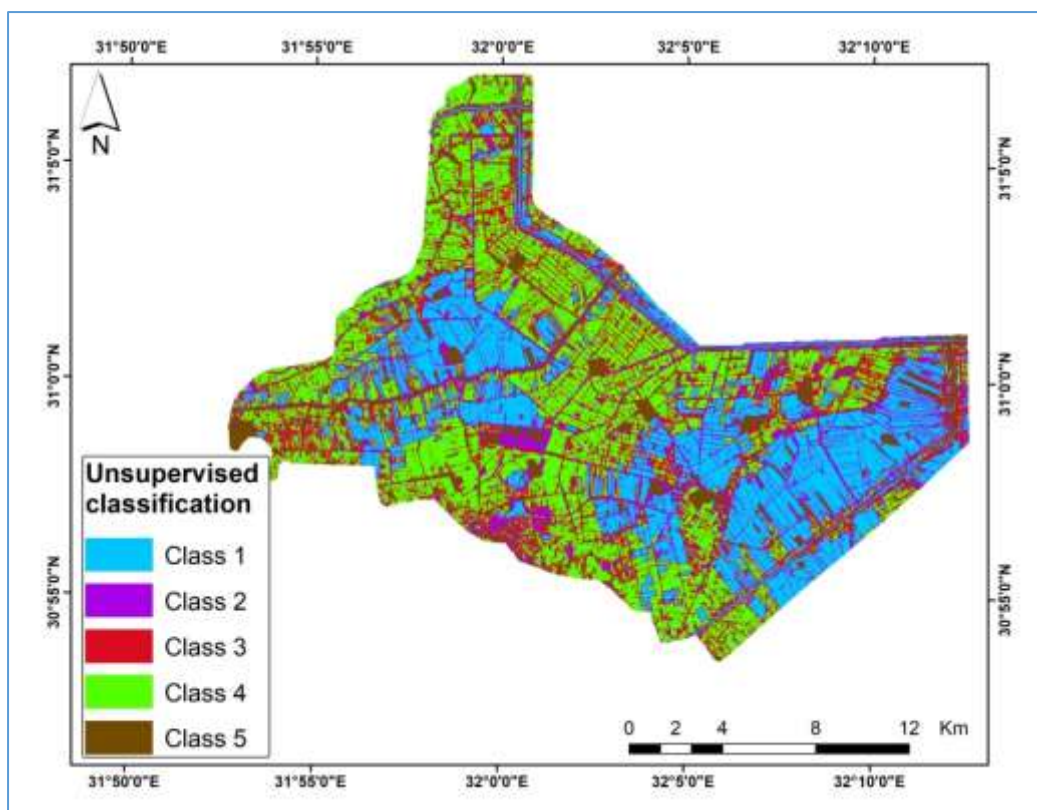 31°50'0"E 31°55'0"E 32°0'0"E 32°5'0"E 32°10'0"E
N
31°5'0"N
31°5'0"N
31°0'0"N
31°0'0"N
30°55'0"N
30°55'0"N
Unsupervised
classification
Class 1
Class 2
Class 3
Class 4
Class 5
0 2 4 8 12 Km
31°50'0"E 31°55'0"E 32°0'0"E 32°5'0"E 32°10'0"E